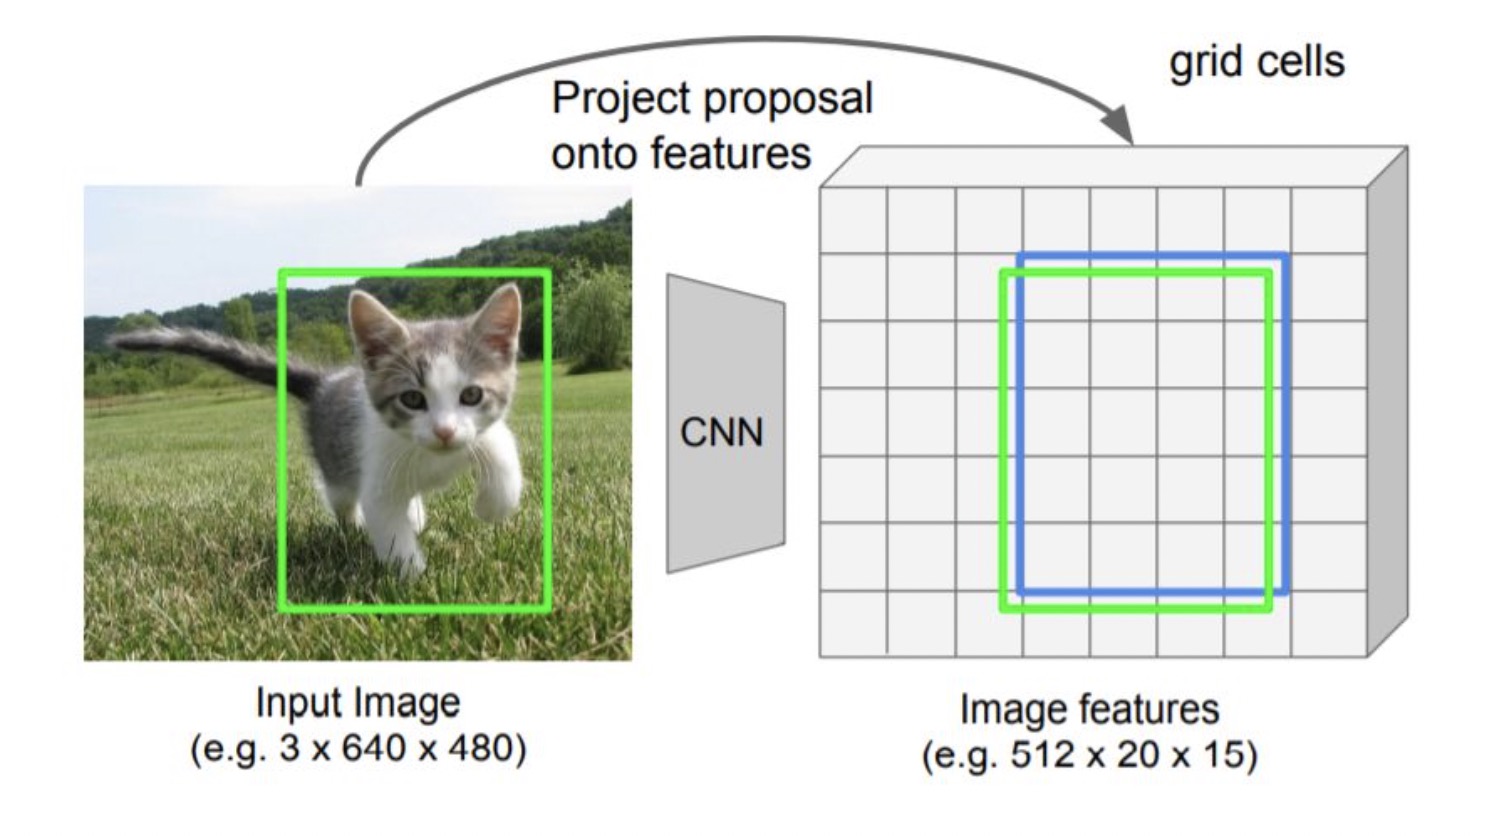 Project proposal
onto features
grid cells
CNN
Input Image
(e.g. 3 x 640 x 480)
Image features
(e.g. 512 x 20 x 15)